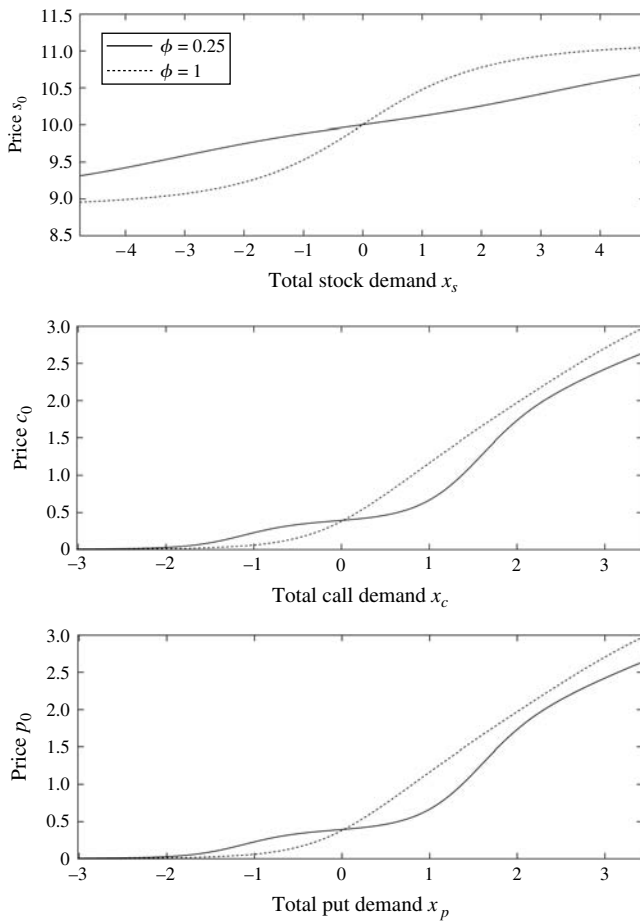 11.5
11.0
10.5
10.0
9.5
9.0
8.5
Price s₀
ϕ = 0.25
ϕ = 1
−4 −3 −2 −1 0 1 2 3 4
Total stock demand xₛ
3.0
2.5
2.0
1.5
1.0
0.5
0
Price c₀
−3 −2 −1 0 1 2 3
Total call demand x_c
3.0
2.5
2.0
1.5
1.0
0.5
0
Price p₀
−3 −2 −1 0 1 2 3
Total put demand x_p